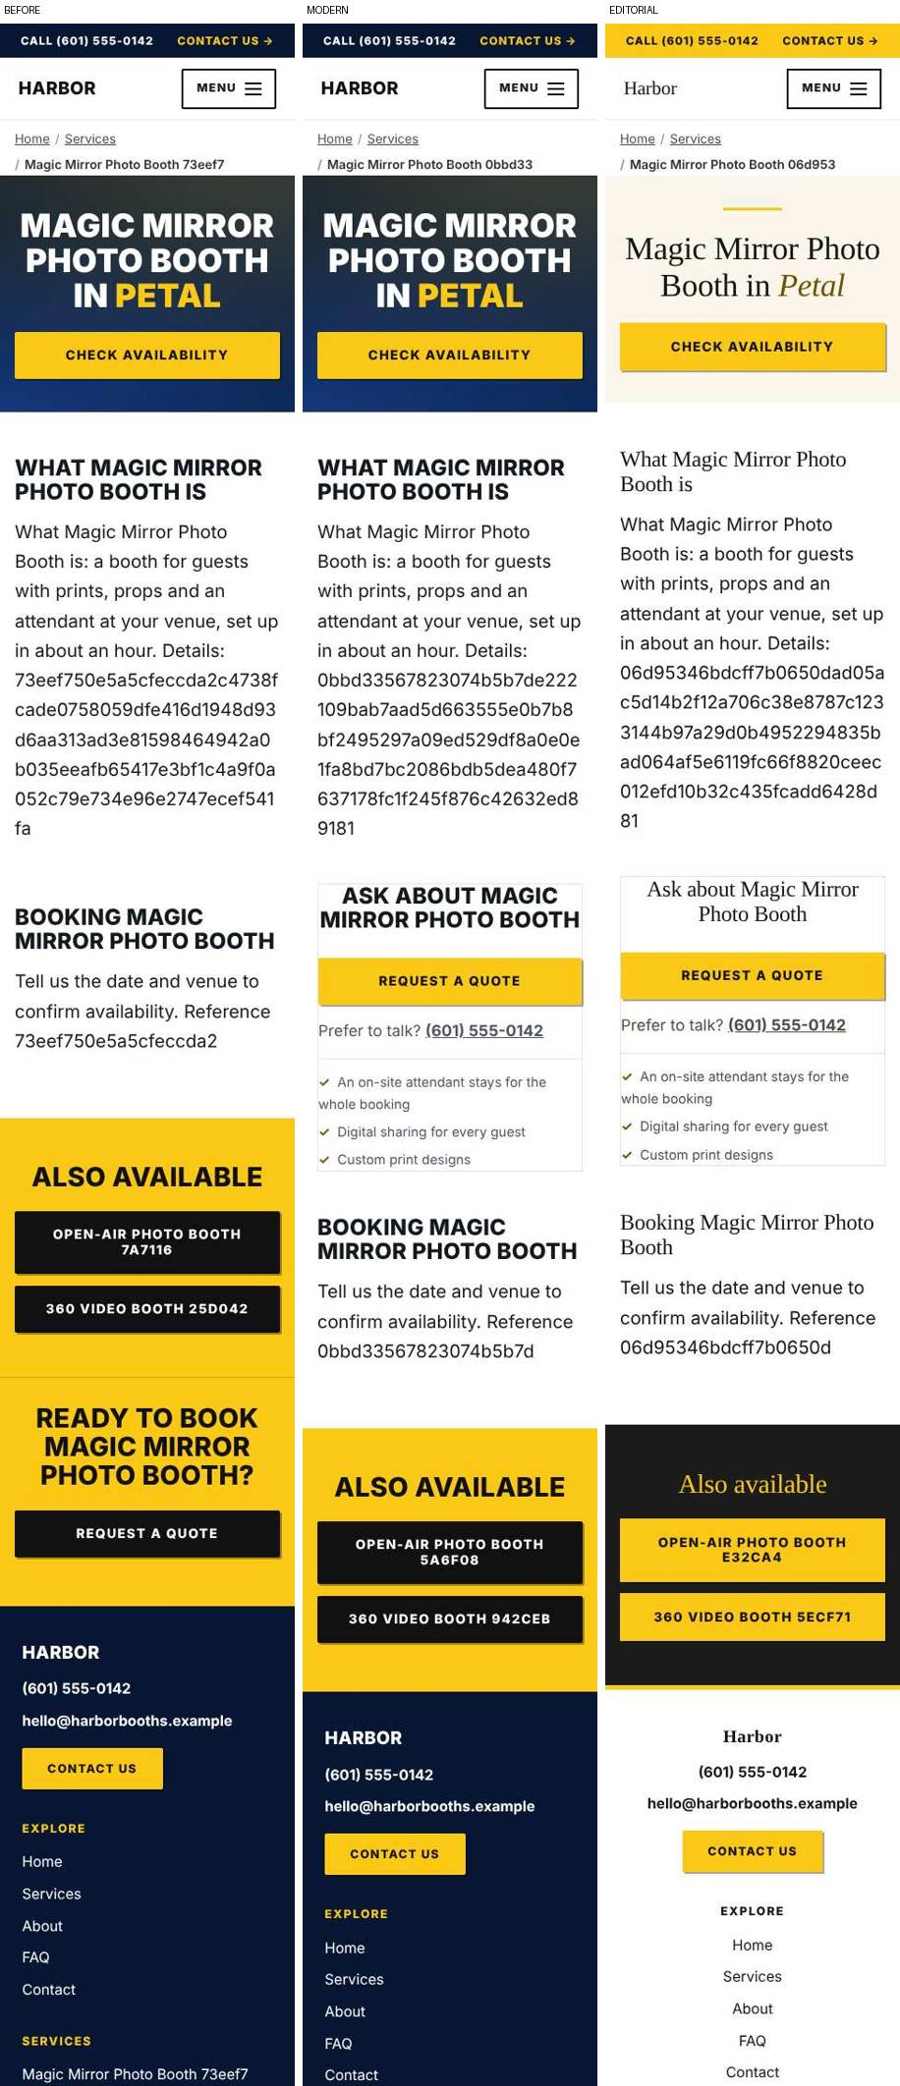 BEFORE
CALL (601) 555-0142 CONTACT US →
HARBOR MENU
Home / Services
/ Magic Mirror Photo Booth 73eef7
MAGIC MIRROR
PHOTO BOOTH
IN PETAL
CHECK AVAILABILITY
WHAT MAGIC MIRROR
PHOTO BOOTH IS
What Magic Mirror Photo
Booth is: a booth for guests
with prints, props and an
attendant at your venue, set up
in about an hour. Details:
73eef750e5a5cfeccda2c4738f
cade0758059dfe416d1948d93
d6aa313ad3e81598464942a0
b035eeafb65417e3bf1c4a9f0a
052c79e734e96e2747ecef541
fa
BOOKING MAGIC
MIRROR PHOTO BOOTH
Tell us the date and venue to
confirm availability. Reference
73eef750e5a5cfeccda2
ALSO AVAILABLE
OPEN-AIR PHOTO BOOTH
7A7116
360 VIDEO BOOTH 25D042
READY TO BOOK
MAGIC MIRROR
PHOTO BOOTH?
REQUEST A QUOTE
HARBOR
(601) 555-0142
hello@harborbooths.example
CONTACT US
EXPLORE
Home
Services
About
FAQ
Contact
SERVICES
Magic Mirror Photo Booth 73eef7
MODERN
CALL (601) 555-0142 CONTACT US →
HARBOR MENU
Home / Services
/ Magic Mirror Photo Booth 0bbd33
MAGIC MIRROR
PHOTO BOOTH
IN PETAL
CHECK AVAILABILITY
WHAT MAGIC MIRROR
PHOTO BOOTH IS
What Magic Mirror Photo
Booth is: a booth for guests
with prints, props and an
attendant at your venue, set up
in about an hour. Details:
0bbd33567823074b5b7de222
109bab7aad5d663555e0b7b8
bf2495297a09ed529df8a0e0e
1fa8bd7bc2086bdb5dea480f7
637178fc1f245f876c42632ed8
9181
ASK ABOUT MAGIC
MIRROR PHOTO BOOTH
REQUEST A QUOTE
Prefer to talk? (601) 555-0142
✓ An on-site attendant stays for the
whole booking
✓ Digital sharing for every guest
✓ Custom print designs
BOOKING MAGIC
MIRROR PHOTO BOOTH
Tell us the date and venue to
confirm availability. Reference
0bbd33567823074b5b7d
ALSO AVAILABLE
OPEN-AIR PHOTO BOOTH
5A6F08
360 VIDEO BOOTH 942CEB
HARBOR
(601) 555-0142
hello@harborbooths.example
CONTACT US
EXPLORE
Home
Services
About
FAQ
Contact
EDITORIAL
CALL (601) 555-0142 CONTACT US →
Harbor MENU
Home / Services
/ Magic Mirror Photo Booth 06d953
Magic Mirror Photo
Booth in Petal
CHECK AVAILABILITY
What Magic Mirror Photo
Booth is
What Magic Mirror Photo
Booth is: a booth for guests
with prints, props and an
attendant at your venue, set up
in about an hour. Details:
06d95346bdcff7b0650dad05a
c5d14b2f12a706c38e8787c123
3144b97a29d0b4952294835b
ad064af5e6119fc66f8820ceec
012efd10b32c435fcadd6428d
81
Ask about Magic Mirror
Photo Booth
REQUEST A QUOTE
Prefer to talk? (601) 555-0142
✓ An on-site attendant stays for the
whole booking
✓ Digital sharing for every guest
✓ Custom print designs
Booking Magic Mirror Photo
Booth
Tell us the date and venue to
confirm availability. Reference
06d95346bdcff7b0650d
Also available
OPEN-AIR PHOTO BOOTH
E32CA4
360 VIDEO BOOTH 5ECF71
Harbor
(601) 555-0142
hello@harborbooths.example
CONTACT US
EXPLORE
Home
Services
About
FAQ
Contact